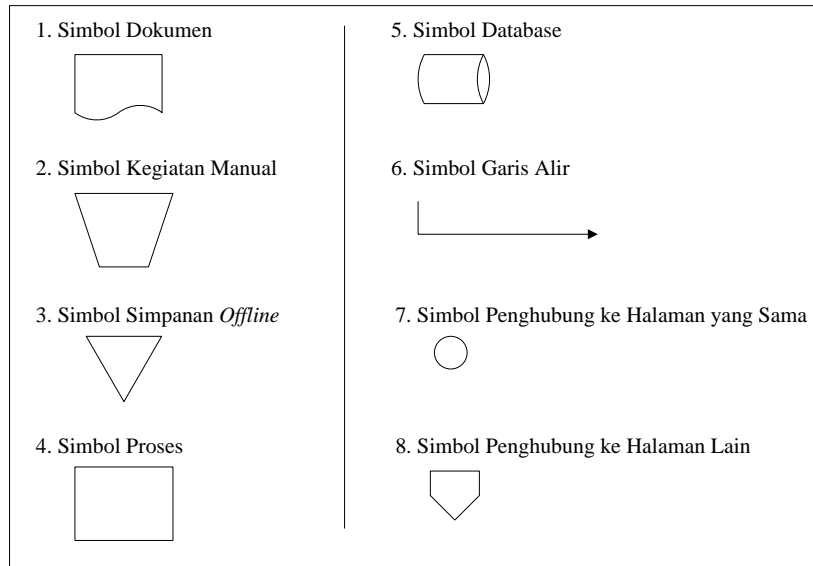 1. Simbol Dokumen
2. Simbol Kegiatan Manual
3. Simbol Simpanan Offline
4. Simbol Proses
5. Simbol Database
6. Simbol Garis Alir
7. Simbol Penghubung ke Halaman yang Sama
8. Simbol Penghubung ke Halaman Lain